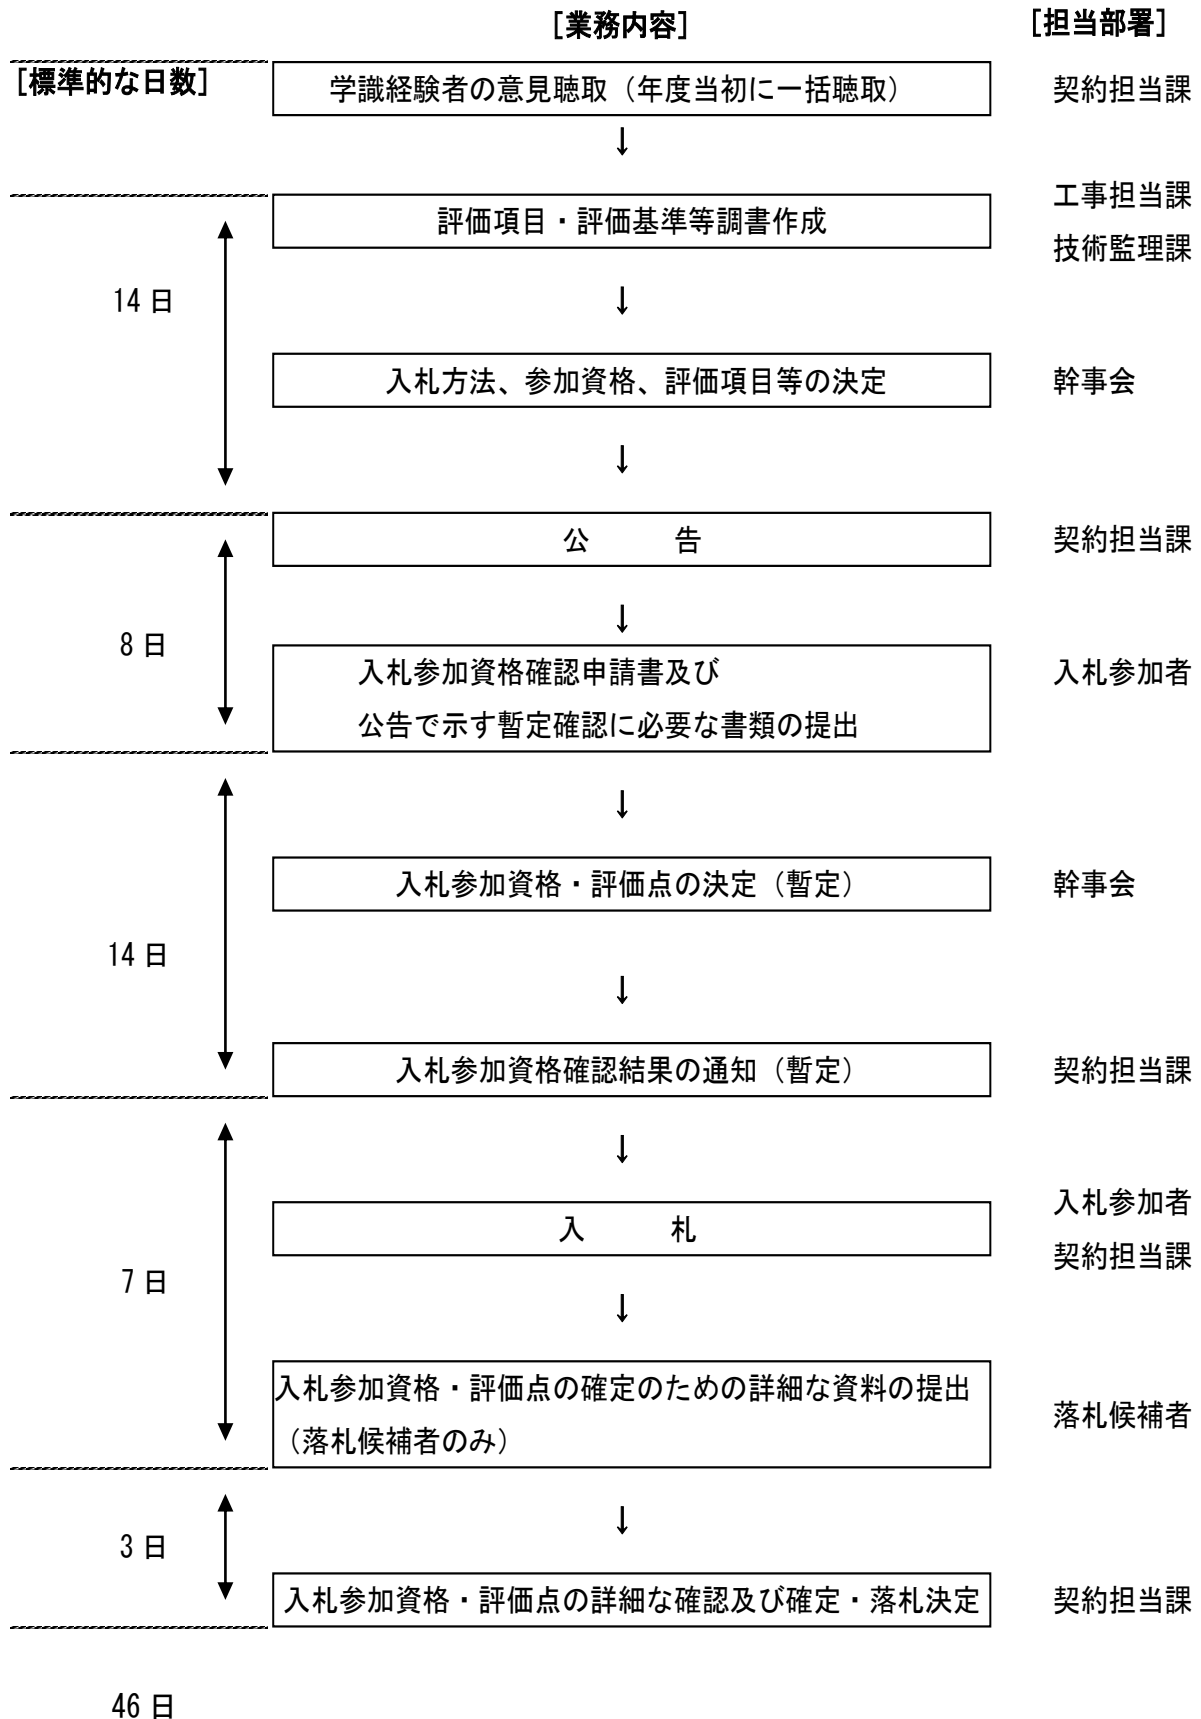 [業務内容] [担当部署]
[標準的な日数]
学識経験者の意見聴取（年度当初に一括聴取） 契約担当課
↓
評価項目・評価基準等調書作成 工事担当課
技術監理課
14 日
↓
入札方法、参加資格、評価項目等の決定 幹事会
↓
公 告 契約担当課
↓
8 日
入札参加資格確認申請書及び 入札参加者
公告で示す暫定確認に必要な書類の提出
↓
入札参加資格・評価点の決定（暫定） 幹事会
14 日
↓
入札参加資格確認結果の通知（暫定） 契約担当課
↓
入 札 入札参加者
契約担当課
7 日
↓
入札参加資格・評価点の確定のための詳細な資料の提出 落札候補者
（落札候補者のみ）
↓
3 日
入札参加資格・評価点の詳細な確認及び確定・落札決定 契約担当課
46 日